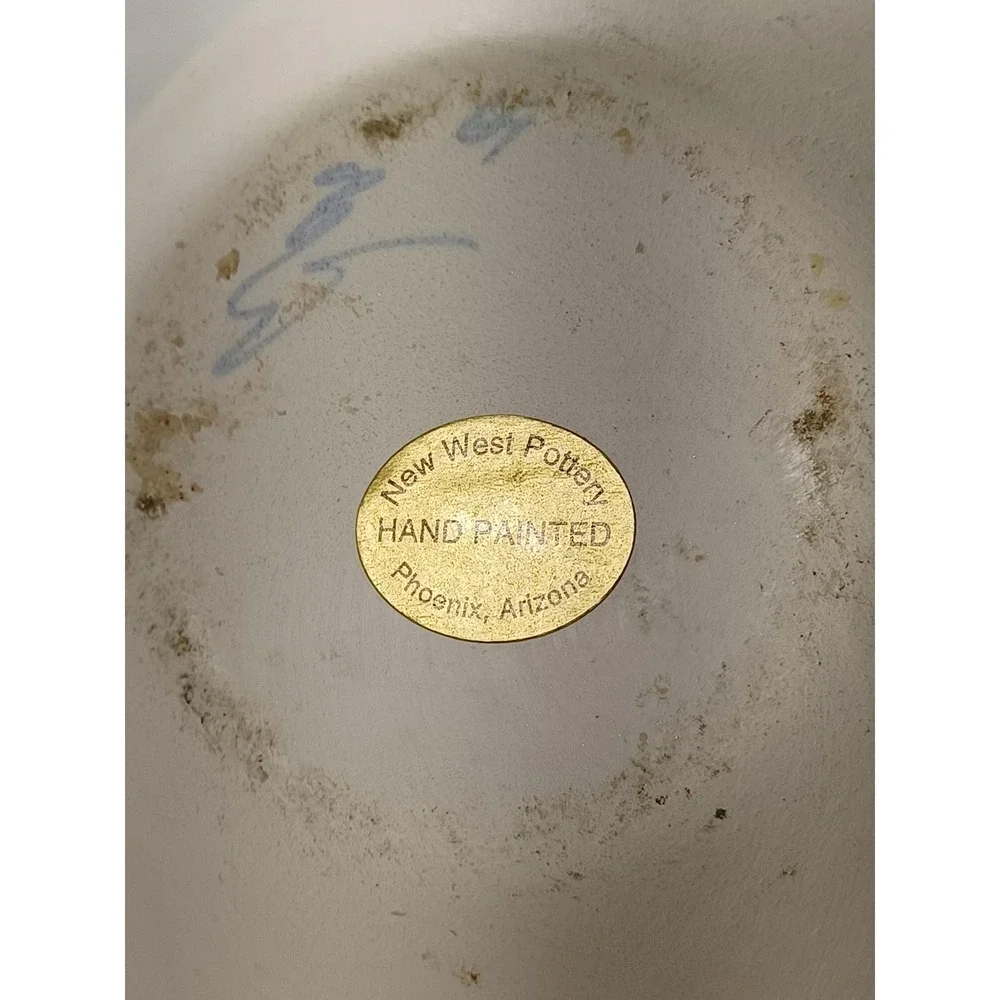 New West Pottery
HAND PAINTED
Phoenix, Arizona